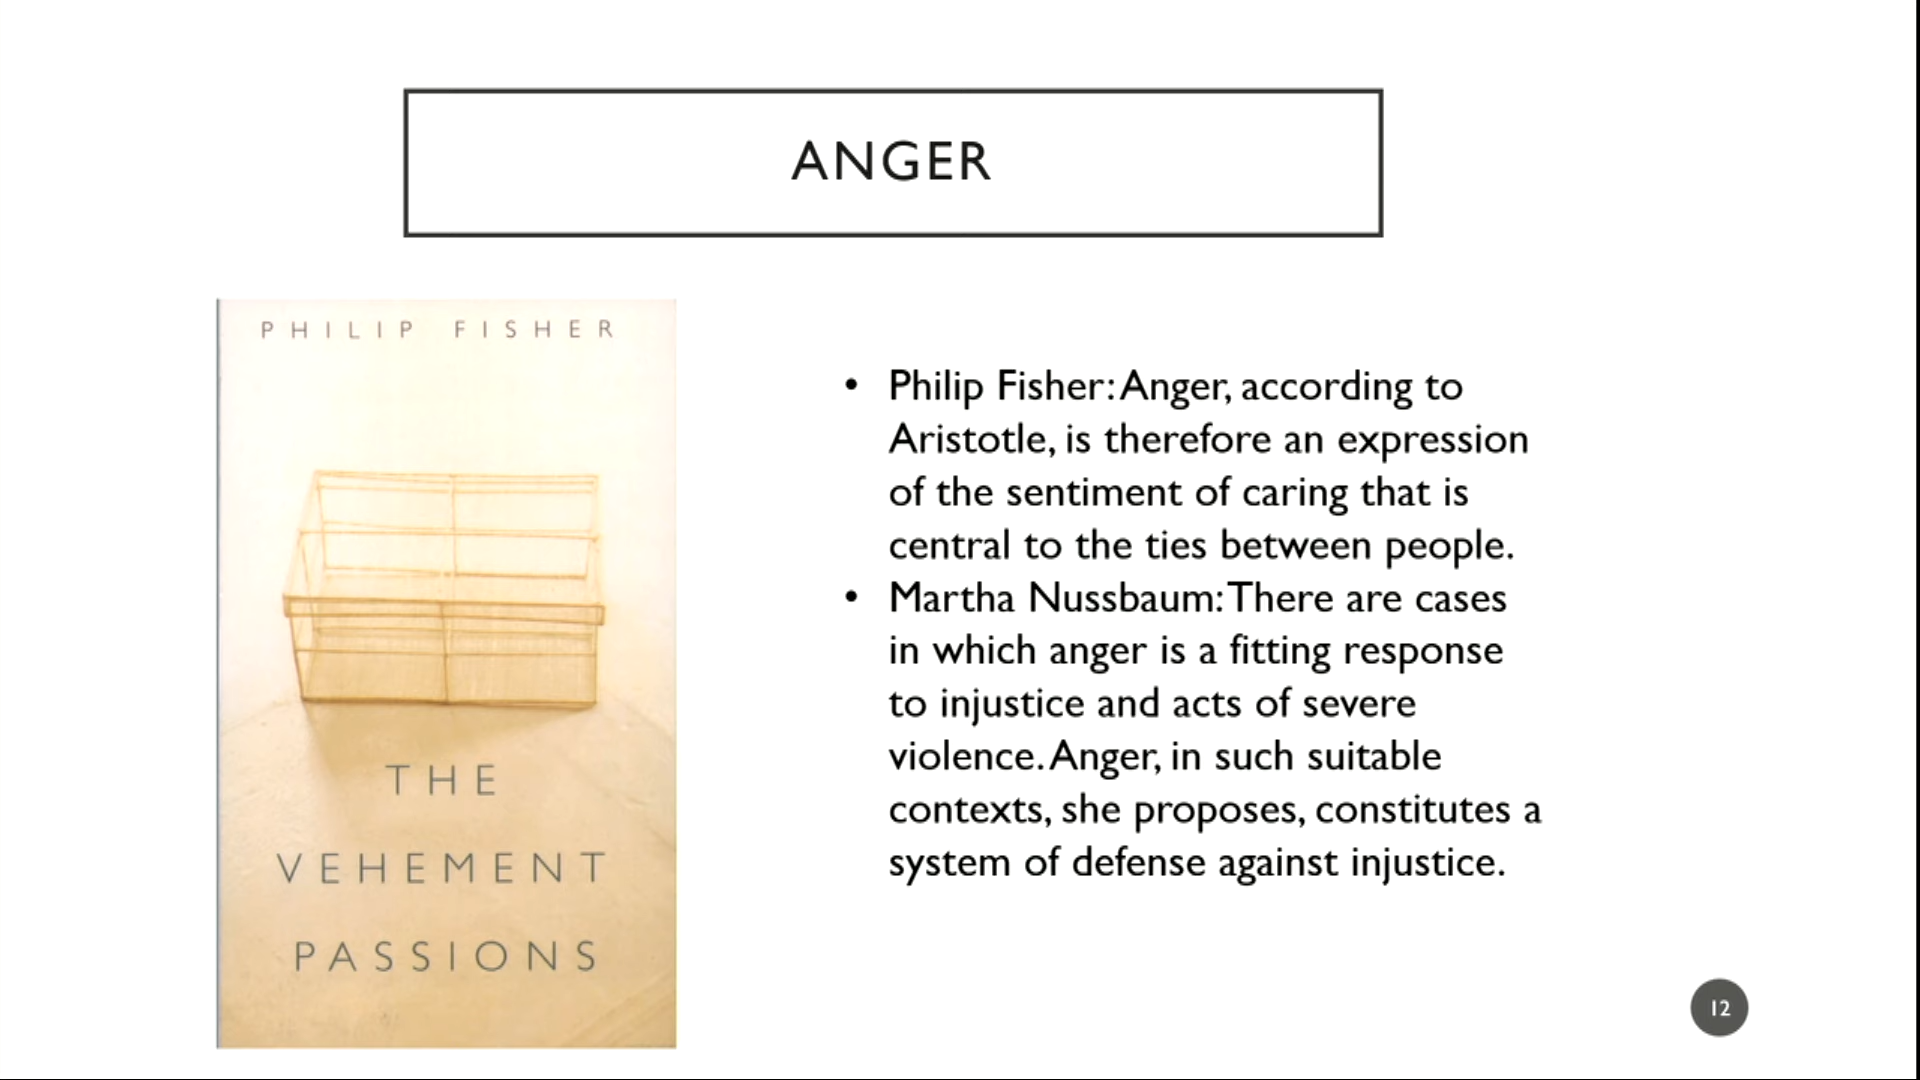 ANGER
PHILIP FISHER
THE
VEHEMENT
PASSIONS
• Philip Fisher: Anger, according to
Aristotle, is therefore an expression
of the sentiment of caring that is
central to the ties between people.
• Martha Nussbaum: There are cases
in which anger is a fitting response
to injustice and acts of severe
violence. Anger, in such suitable
contexts, she proposes, constitutes a
system of defense against injustice.
12